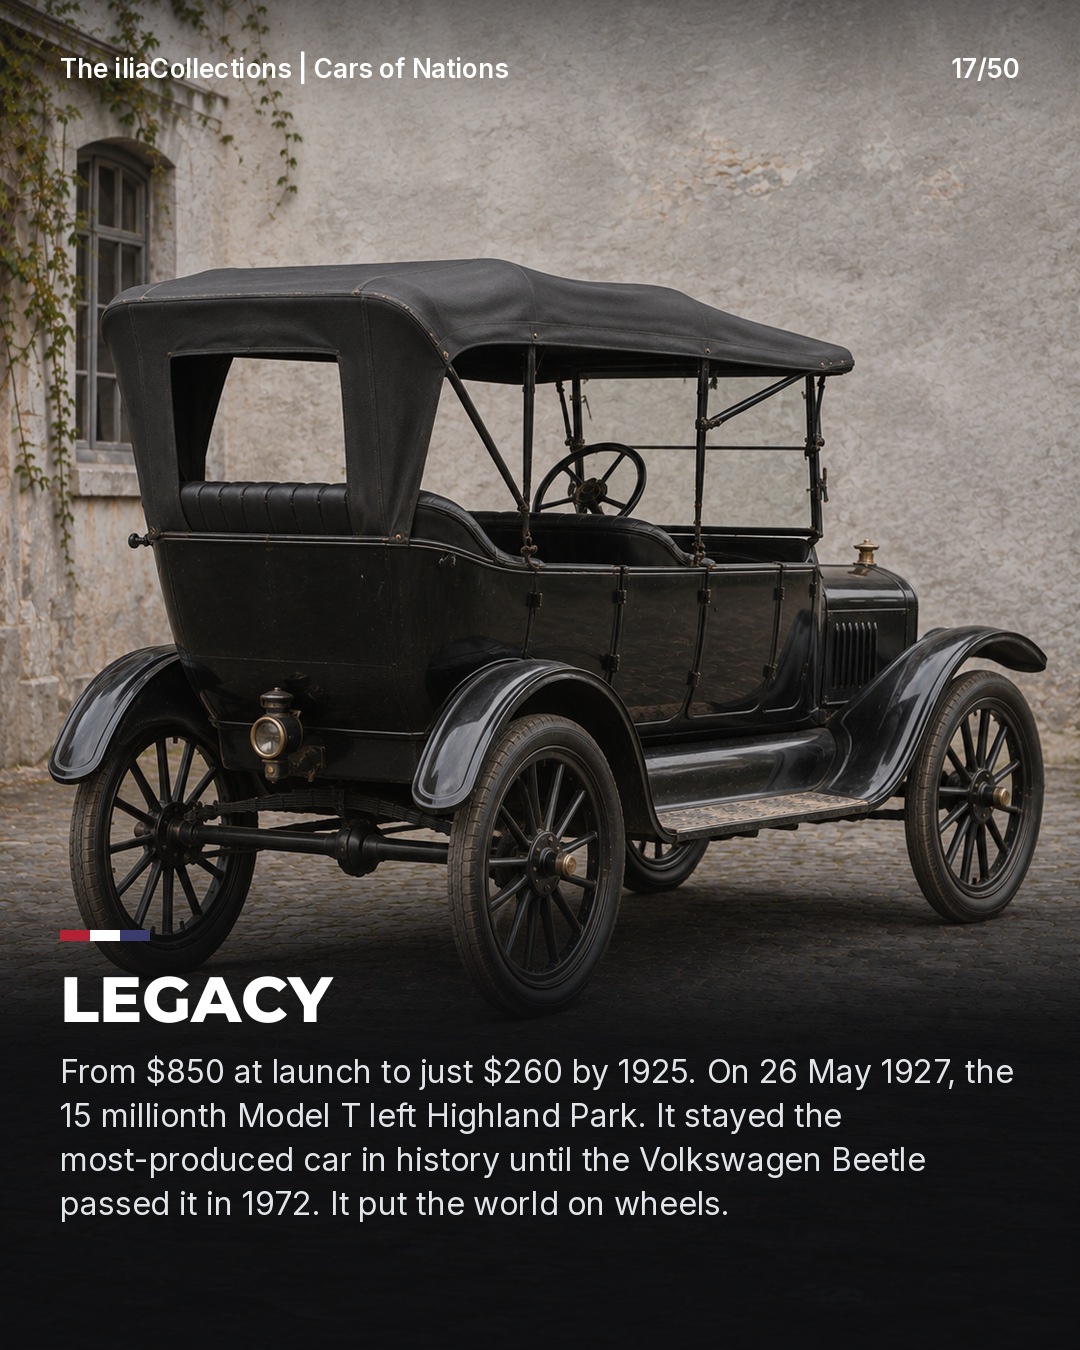 The iliaCollections | Cars of Nations
17/50
LEGACY
From $850 at launch to just $260 by 1925. On 26 May 1927, the
15 millionth Model T left Highland Park. It stayed the
most-produced car in history until the Volkswagen Beetle
passed it in 1972. It put the world on wheels.